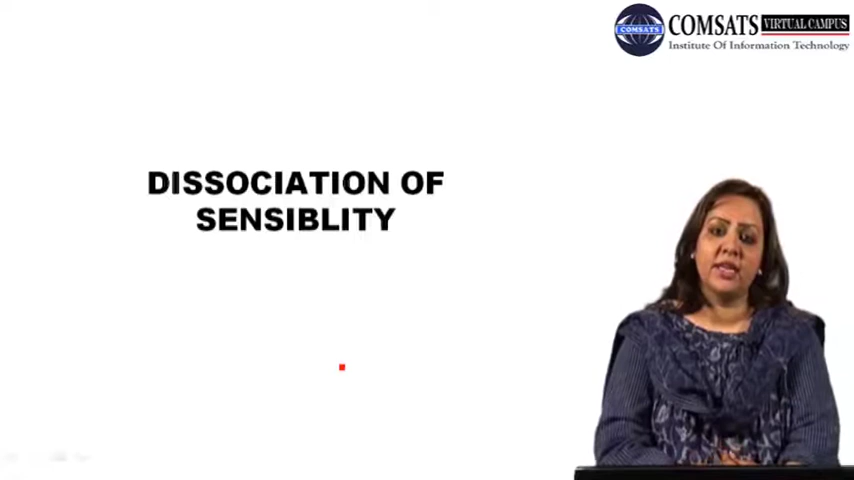 COMSATS VIRTUAL CAMPUS
Institute Of Information Technology
COMSATS
DISSOCIATION OF
SENSIBLITY